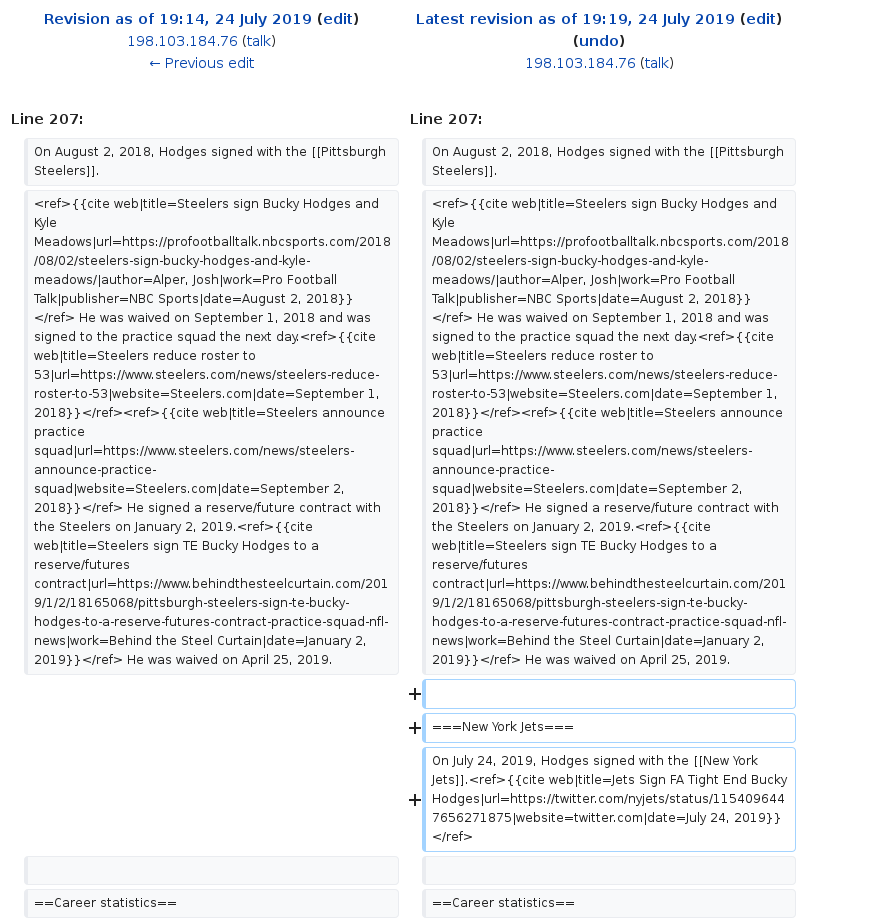 Revision as of 19:14, 24 July 2019 (edit)
198.103.184.76 (talk)
← Previous edit
Latest revision as of 19:19, 24 July 2019 (edit)
(undo)
198.103.184.76 (talk)
Line 207:
Line 207:
On August 2, 2018, Hodges signed with the [[Pittsburgh
Steelers]].
On August 2, 2018, Hodges signed with the [[Pittsburgh
Steelers]].
<ref>{{cite web|title=Steelers sign Bucky Hodges and
Kyle
Meadows|url=https://profootballtalk.nbcsports.com/2018
/08/02/steelers-sign-bucky-hodges-and-kyle-
meadows/|author=Alper, Josh|work=Pro Football
Talk|publisher=NBC Sports|date=August 2, 2018}}
</ref> He was waived on September 1, 2018 and was
signed to the practice squad the next day.<ref>{{cite
web|title=Steelers reduce roster to
53|url=https://www.steelers.com/news/steelers-reduce-
roster-to-53|website=Steelers.com|date=September 1,
2018}}</ref><ref>{{cite web|title=Steelers announce
practice
squad|url=https://www.steelers.com/news/steelers-
announce-practice-
squad|website=Steelers.com|date=September 2,
2018}}</ref> He signed a reserve/future contract with
the Steelers on January 2, 2019.<ref>{{cite
web|title=Steelers sign TE Bucky Hodges to a
reserve/futures
contract|url=https://www.behindthesteelcurtain.com/201
9/1/2/18165068/pittsburgh-steelers-sign-te-bucky-
hodges-to-a-reserve-futures-contract-practice-squad-nfl-
news|work=Behind the Steel Curtain|date=January 2,
2019}}</ref> He was waived on April 25, 2019.
<ref>{{cite web|title=Steelers sign Bucky Hodges and
Kyle
Meadows|url=https://profootballtalk.nbcsports.com/2018
/08/02/steelers-sign-bucky-hodges-and-kyle-
meadows/|author=Alper, Josh|work=Pro Football
Talk|publisher=NBC Sports|date=August 2, 2018}}
</ref> He was waived on September 1, 2018 and was
signed to the practice squad the next day.<ref>{{cite
web|title=Steelers reduce roster to
53|url=https://www.steelers.com/news/steelers-reduce-
roster-to-53|website=Steelers.com|date=September 1,
2018}}</ref><ref>{{cite web|title=Steelers announce
practice
squad|url=https://www.steelers.com/news/steelers-
announce-practice-
squad|website=Steelers.com|date=September 2,
2018}}</ref> He signed a reserve/future contract with
the Steelers on January 2, 2019.<ref>{{cite
web|title=Steelers sign TE Bucky Hodges to a
reserve/futures
contract|url=https://www.behindthesteelcurtain.com/201
9/1/2/18165068/pittsburgh-steelers-sign-te-bucky-
hodges-to-a-reserve-futures-contract-practice-squad-nfl-
news|work=Behind the Steel Curtain|date=January 2,
2019}}</ref> He was waived on April 25, 2019.
+
+ ===New York Jets===
On July 24, 2019, Hodges signed with the [[New York
Jets]].<ref>{{cite web|title=Jets Sign FA Tight End Bucky
+ Hodges|url=https://twitter.com/nyjets/status/115409644
7656271875|website=twitter.com|date=July 24, 2019}}
</ref>
==Career statistics==
==Career statistics==